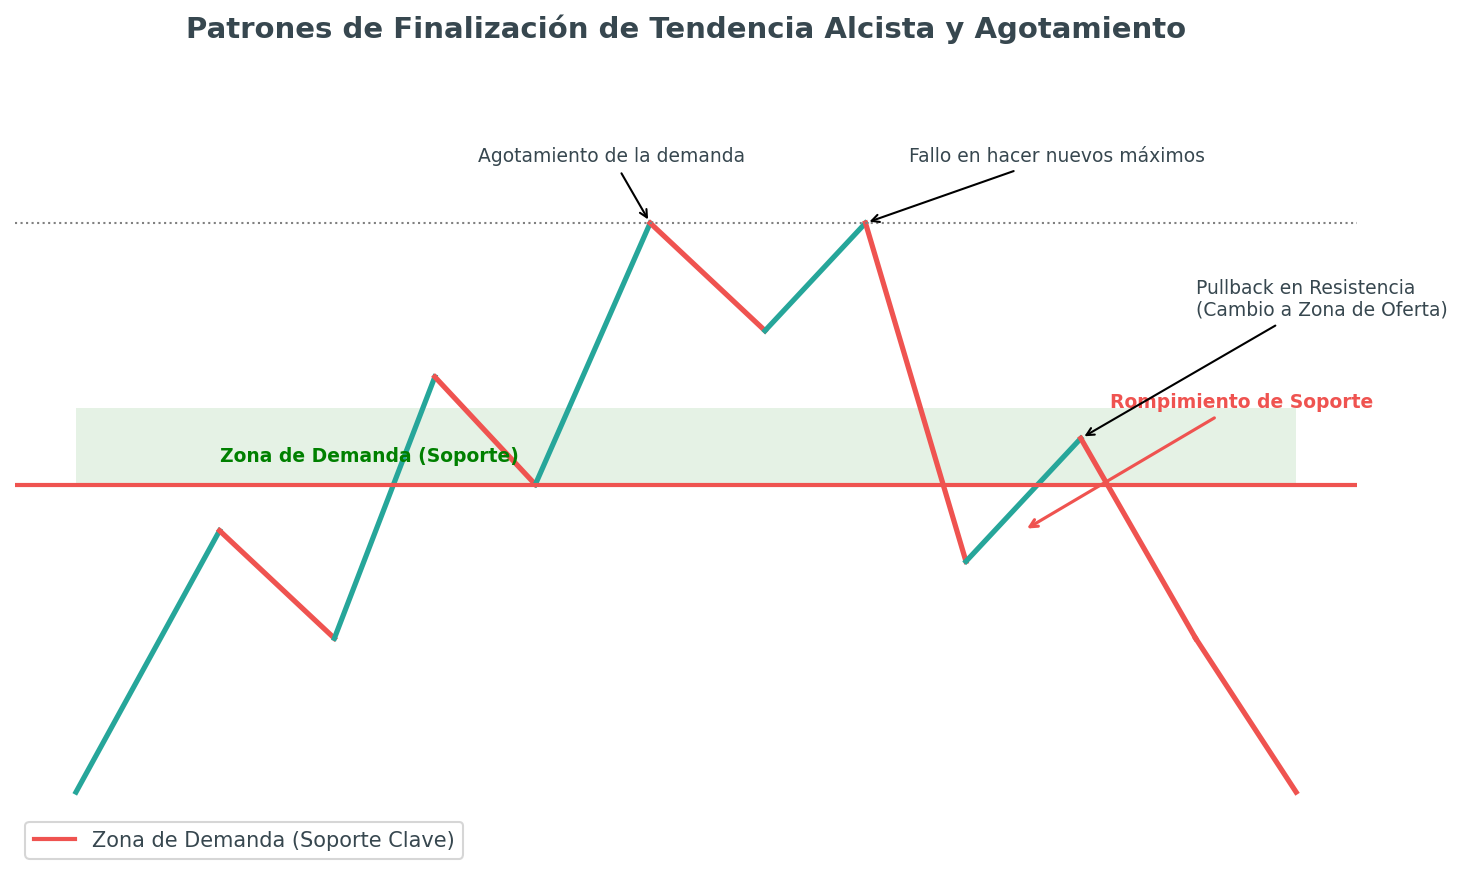 Patrones de Finalización de Tendencia Alcista y Agotamiento
Agotamiento de la demanda
Fallo en hacer nuevos máximos
Pullback en Resistencia
(Cambio a Zona de Oferta)
Rompimiento de Soporte
Zona de Demanda (Soporte)
Zona de Demanda (Soporte Clave)